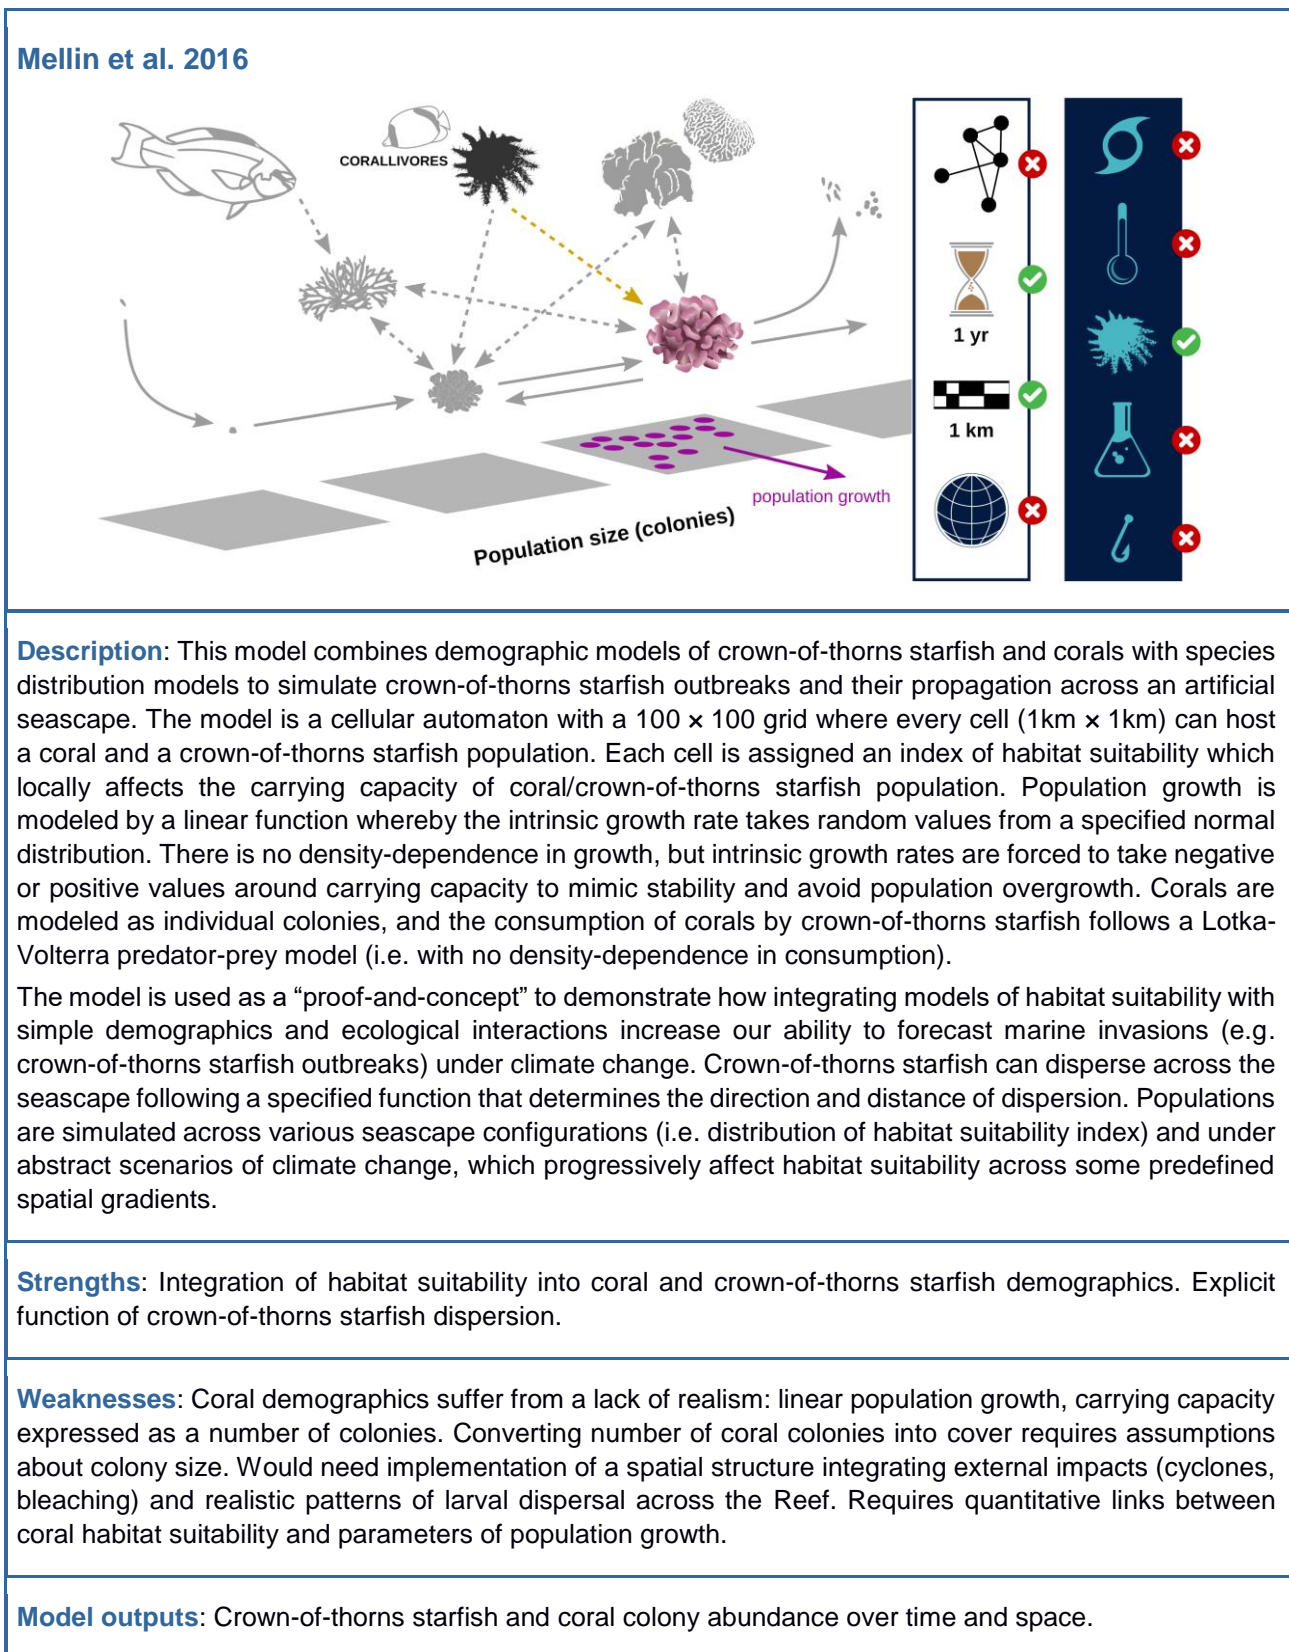 Mellin et al. 2016
CORALLIVORES
1 yr
1 km
population growth
Population size (colonies)
Description: This model combines demographic models of crown-of-thorns starfish and corals with species
distribution models to simulate crown-of-thorns starfish outbreaks and their propagation across an artificial
seascape. The model is a cellular automaton with a 100 × 100 grid where every cell (1km × 1km) can host
a coral and a crown-of-thorns starfish population. Each cell is assigned an index of habitat suitability which
locally affects the carrying capacity of coral/crown-of-thorns starfish population. Population growth is
modeled by a linear function whereby the intrinsic growth rate takes random values from a specified normal
distribution. There is no density-dependence in growth, but intrinsic growth rates are forced to take negative
or positive values around carrying capacity to mimic stability and avoid population overgrowth. Corals are
modeled as individual colonies, and the consumption of corals by crown-of-thorns starfish follows a Lotka-
Volterra predator-prey model (i.e. with no density-dependence in consumption).
The model is used as a “proof-and-concept” to demonstrate how integrating models of habitat suitability with
simple demographics and ecological interactions increase our ability to forecast marine invasions (e.g.
crown-of-thorns starfish outbreaks) under climate change. Crown-of-thorns starfish can disperse across the
seascape following a specified function that determines the direction and distance of dispersion. Populations
are simulated across various seascape configurations (i.e. distribution of habitat suitability index) and under
abstract scenarios of climate change, which progressively affect habitat suitability across some predefined
spatial gradients.
Strengths: Integration of habitat suitability into coral and crown-of-thorns starfish demographics. Explicit
function of crown-of-thorns starfish dispersion.
Weaknesses: Coral demographics suffer from a lack of realism: linear population growth, carrying capacity
expressed as a number of colonies. Converting number of coral colonies into cover requires assumptions
about colony size. Would need implementation of a spatial structure integrating external impacts (cyclones,
bleaching) and realistic patterns of larval dispersal across the Reef. Requires quantitative links between
coral habitat suitability and parameters of population growth.
Model outputs: Crown-of-thorns starfish and coral colony abundance over time and space.